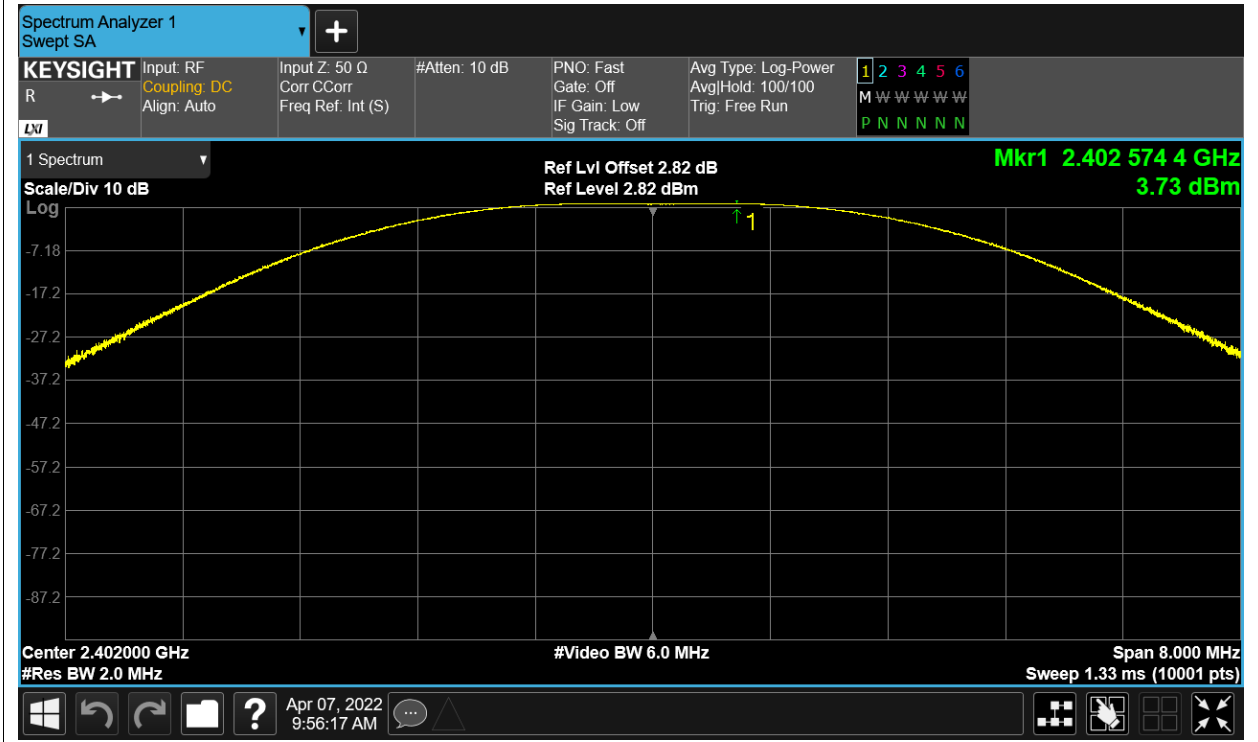 Spectrum Analyzer 1
Swept SA
+
KEYSIGHT
R
LXI
Input: RF
Coupling: DC
Align: Auto
Input Z: 50 Ω
Corr CCorr
Freq Ref: Int (S)
#Atten: 10 dB
PNO: Fast
Gate: Off
IF Gain: Low
Sig Track: Off
Avg Type: Log-Power
Avg|Hold: 100/100
Trig: Free Run
1 2 3 4 5 6
M W W W W W
P N N N N N
1 Spectrum
Scale/Div 10 dB
Log
Ref Lvl Offset 2.82 dB
Ref Level 2.82 dBm
Mkr1 2.402 574 4 GHz
3.73 dBm
1
-7.18
-17.2
-27.2
-37.2
-47.2
-57.2
-67.2
-77.2
-87.2
Center 2.402000 GHz
#Res BW 2.0 MHz
#Video BW 6.0 MHz
Span 8.000 MHz
Sweep 1.33 ms (10001 pts)
?
Apr 07, 2022
9:56:17 AM